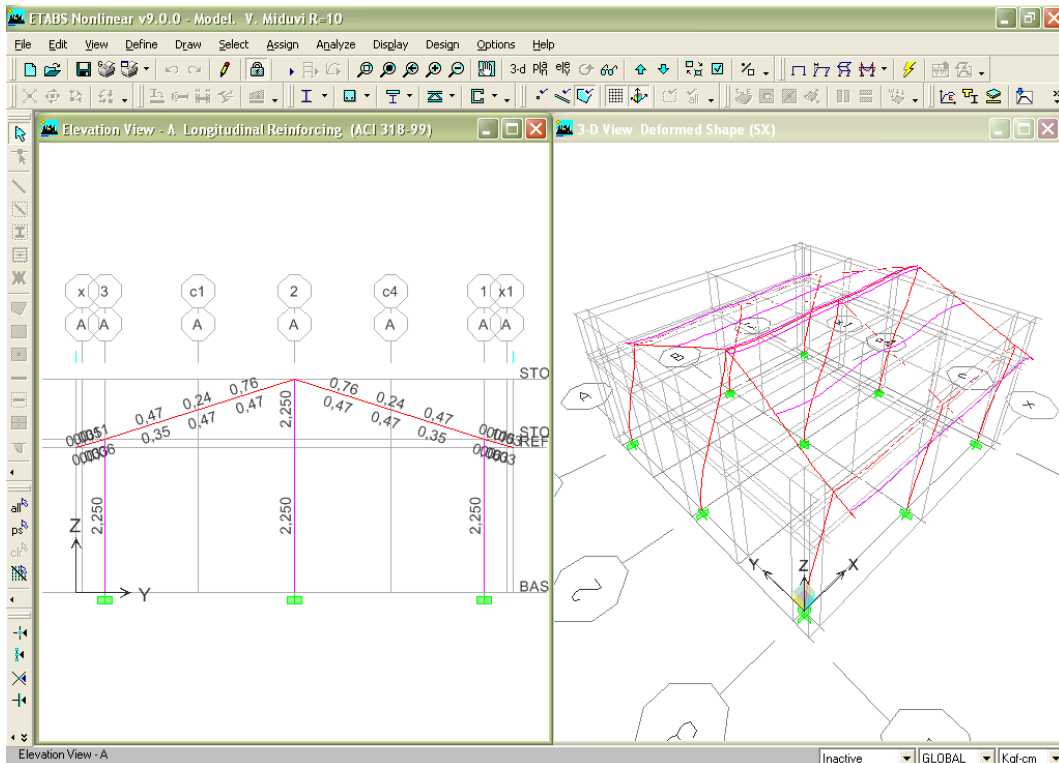 ETABS Nonlinear v9.0.0 - Model. V. Miduvi R=10
File Edit View Define Draw Select Assign Analyze Display Design Options Help
3-d
Elevation View - A Longitudinal Reinforcing (ACI 318-99)
3-D View Deformed Shape (SX)
x 3 c1 2 c4 1 x1
A A A A A A A
STO
0,47 0,24 0,76 0,76 0,24 0,47
0,35 0,47 0,47 0,47 0,47 0,35
2,250
STO
REF
2,250 2,250 2,250
Z
Y
BAS
A
B
Y Z X
x
2
all
ps
clr
Elevation View - A
Inactive
GLOBAL
Kgf-cm